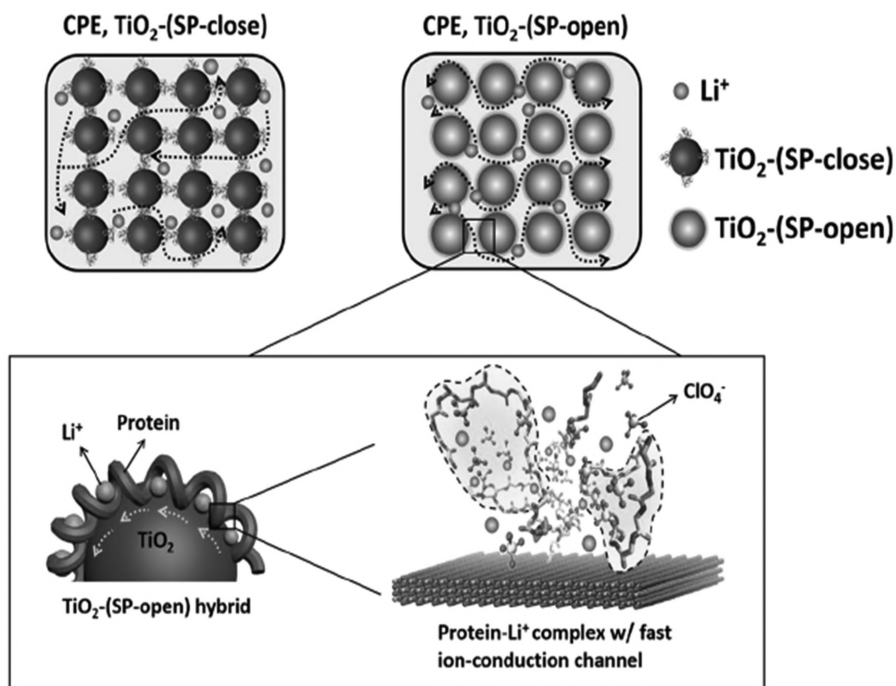 CPE, TiO₂-(SP-close)
CPE, TiO₂-(SP-open)
Li⁺
TiO₂-(SP-close)
TiO₂-(SP-open)
Li⁺
Protein
TiO₂
TiO₂-(SP-open) hybrid
ClO₄⁻
Protein-Li⁺ complex w/ fast
ion-conduction channel